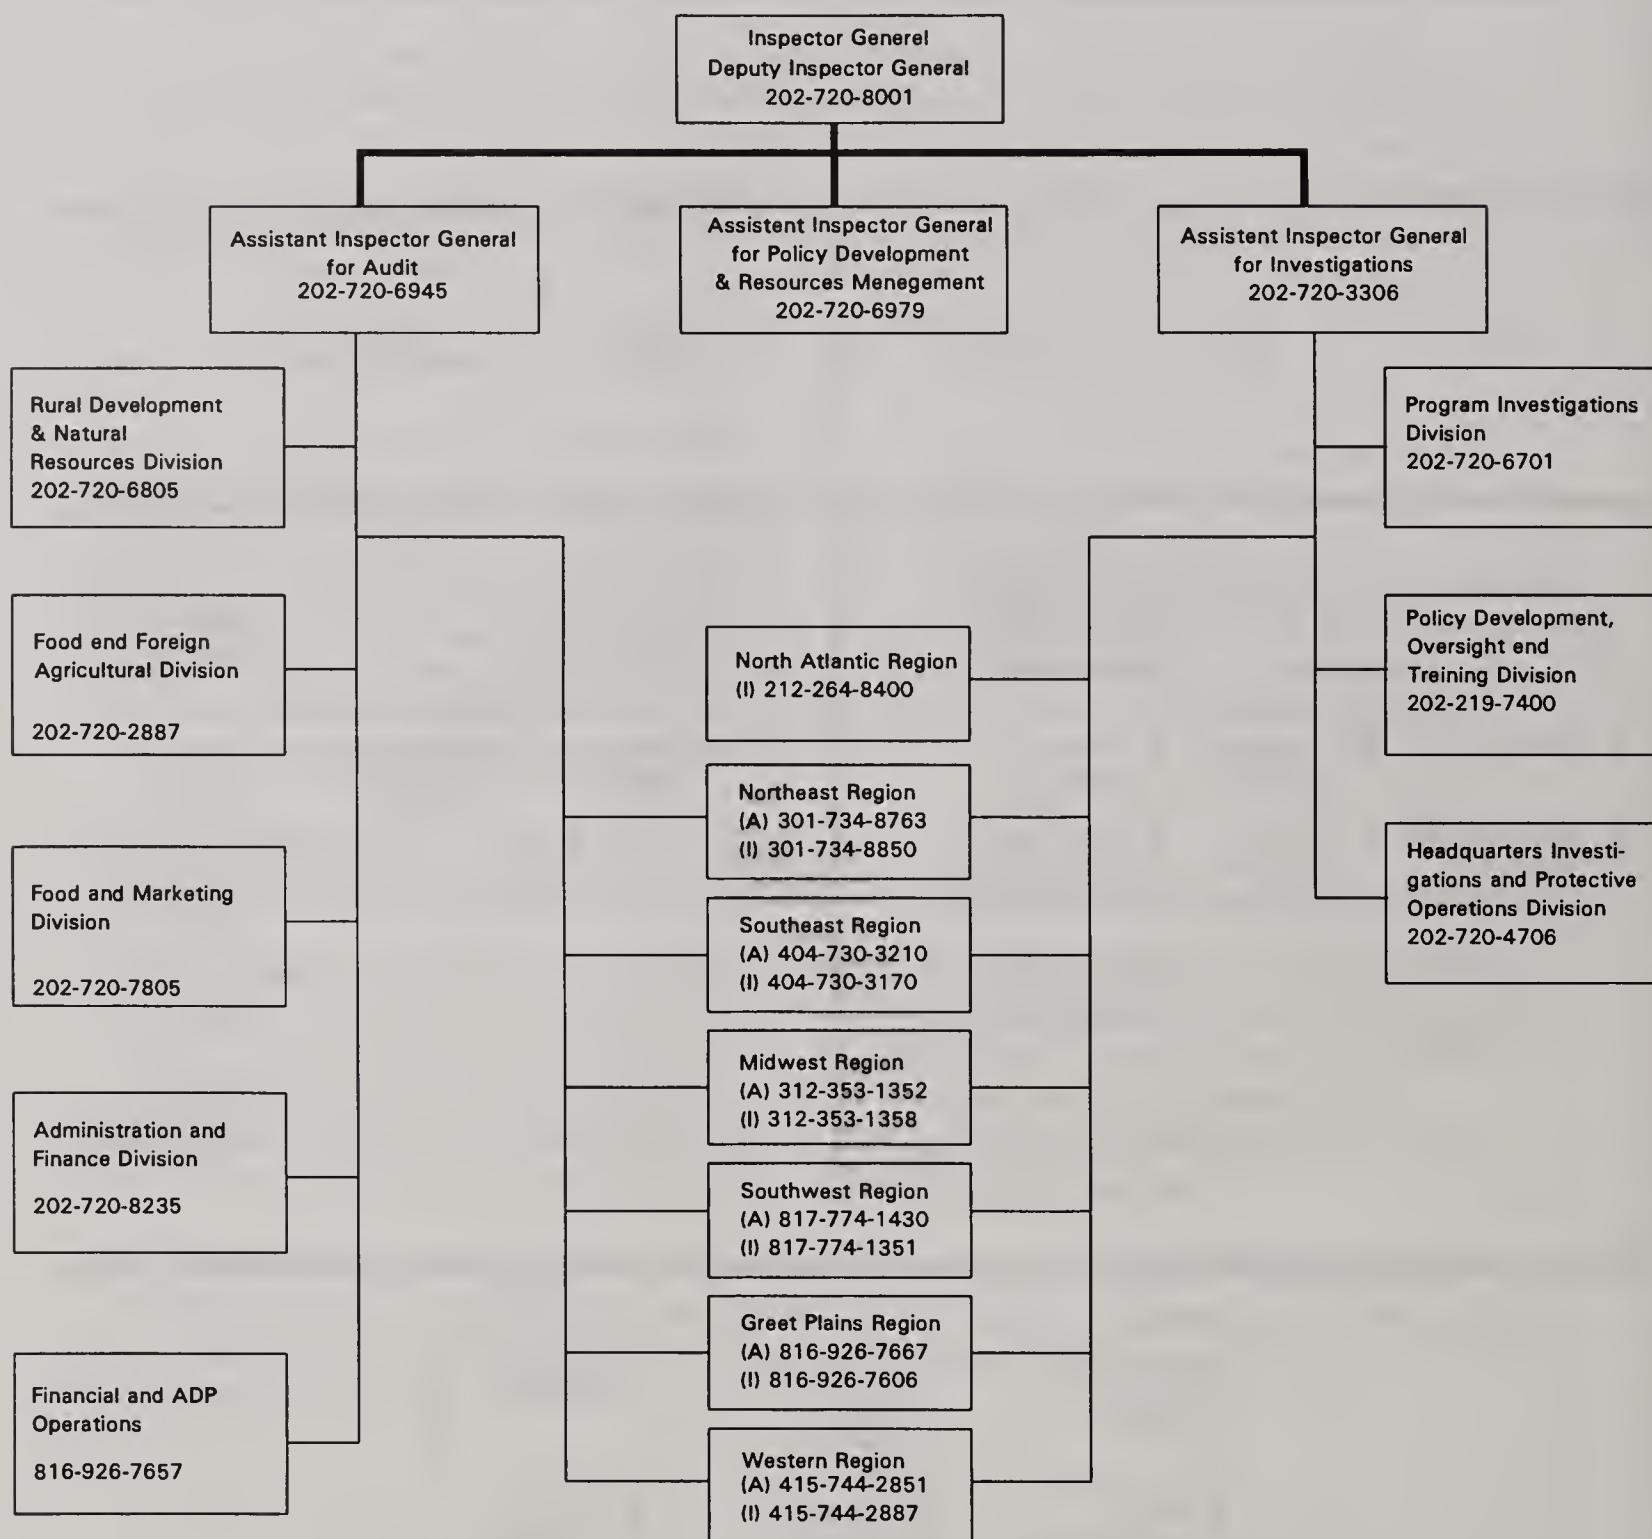 Inspector Generel
Deputy Inspector General
202-720-8001
Assistant Inspector General
for Audit
202-720-6945
Assistent Inspector General
for Policy Development
& Resources Menegement
202-720-6979
Assistent Inspector General
for Investigations
202-720-3306
Rural Development
& Natural
Resources Division
202-720-6805
Food end Foreign
Agricultural Division
202-720-2887
Food and Marketing
Division
202-720-7805
Administration and
Finance Division
202-720-8235
Financial and ADP
Operations
816-926-7657
North Atlantic Region
(I) 212-264-8400
Northeast Region
(A) 301-734-8763
(I) 301-734-8850
Southeast Region
(A) 404-730-3210
(I) 404-730-3170
Midwest Region
(A) 312-353-1352
(I) 312-353-1358
Southwest Region
(A) 817-774-1430
(I) 817-774-1351
Greet Plains Region
(A) 816-926-7667
(I) 816-926-7606
Western Region
(A) 415-744-2851
(I) 415-744-2887
Program Investigations
Division
202-720-6701
Policy Development,
Oversight end
Treining Division
202-219-7400
Headquarters Investi-
gations and Protective
Operetions Division
202-720-4706